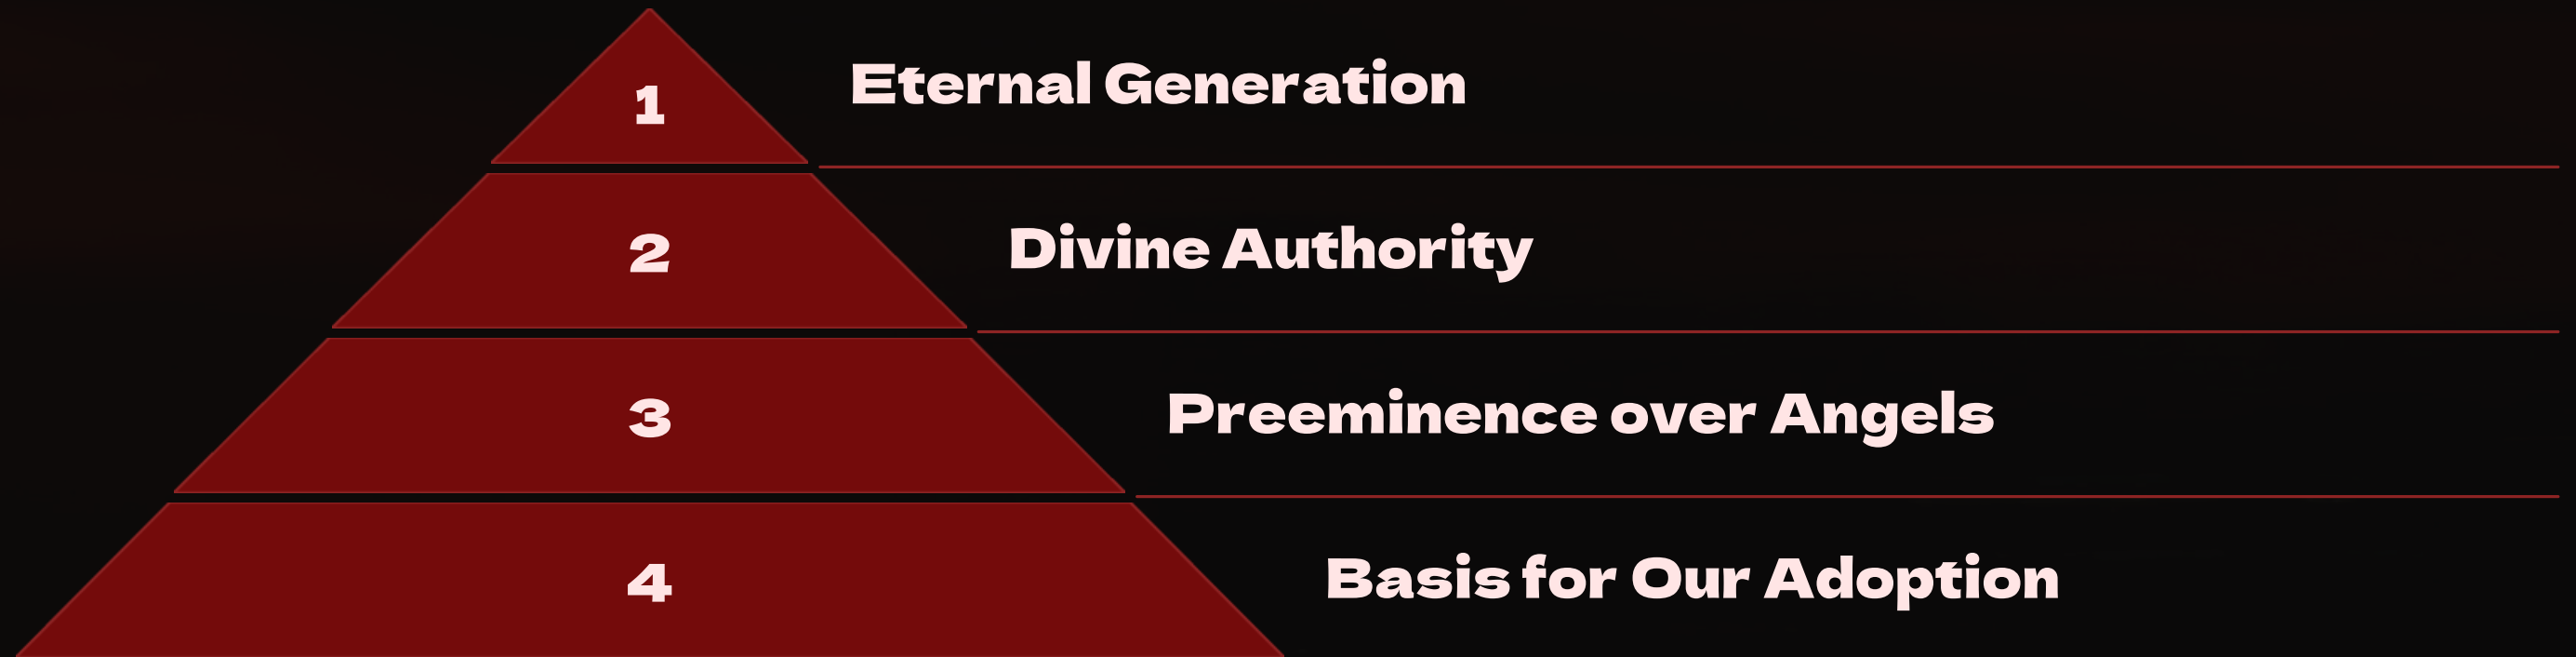 1
Eternal Generation
2
Divine Authority
3
Preeminence over Angels
4
Basis for Our Adoption